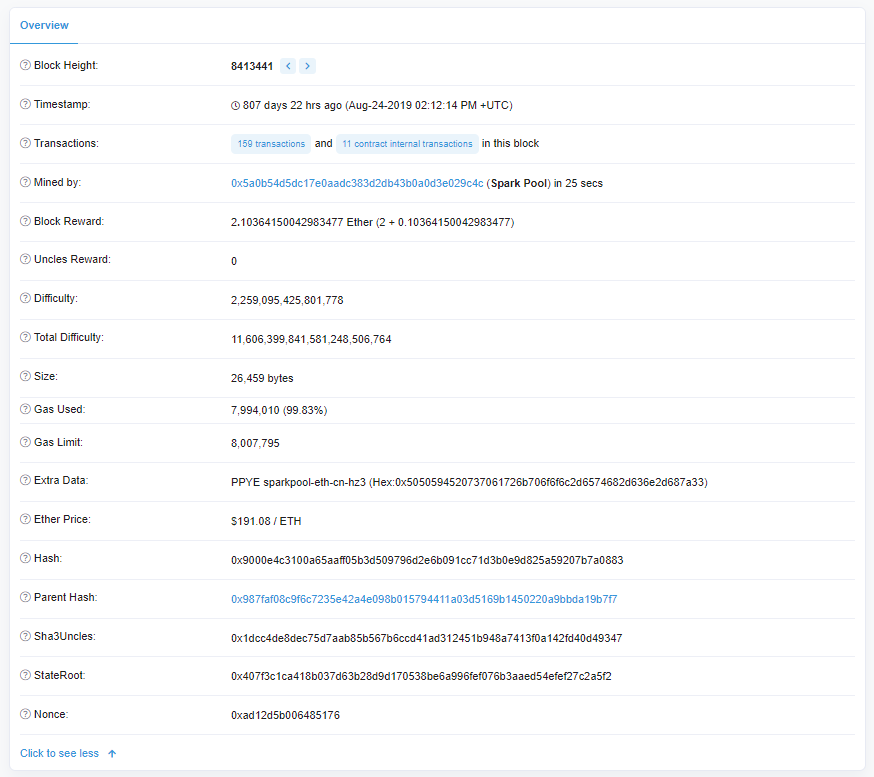 Overview
Block Height: 8413441
Timestamp: 807 days 22 hrs ago (Aug-24-2019 02:12:14 PM +UTC)
Transactions: 159 transactions and 11 contract internal transactions in this block
Mined by: 0x5a0b54d5dc17e0aadc383d2db43b0a0d3e029c4c (Spark Pool) in 25 secs
Block Reward: 2.10364150042983477 Ether (2 + 0.10364150042983477)
Uncles Reward: 0
Difficulty: 2,259,095,425,801,778
Total Difficulty: 11,606,399,841,581,248,506,764
Size: 26,459 bytes
Gas Used: 7,994,010 (99.83%)
Gas Limit: 8,007,795
Extra Data: PPYE sparkpool-eth-cn-hz3 (Hex:0x5050594520737061726b706f6f6c2d6574682d636e2d687a33)
Ether Price: $191.08 / ETH
Hash: 0x9000e4c3100a65aaff05b3d509796d2e6b091cc71d3b0e9d825a59207b7a0883
Parent Hash: 0x987faf08c9f6c7235e42a4e098b015794411a03d5169b1450220a9bbda19b7f7
Sha3Uncles: 0x1dcc4de8dec75d7aab85b567b6ccd41ad312451b948a7413f0a142fd40d49347
StateRoot: 0x407f3c1ca418b037d63b28d9d170538be6a996fef076b3aaed54efef27c2a5f2
Nonce: 0xad12d5b006485176
Click to see less